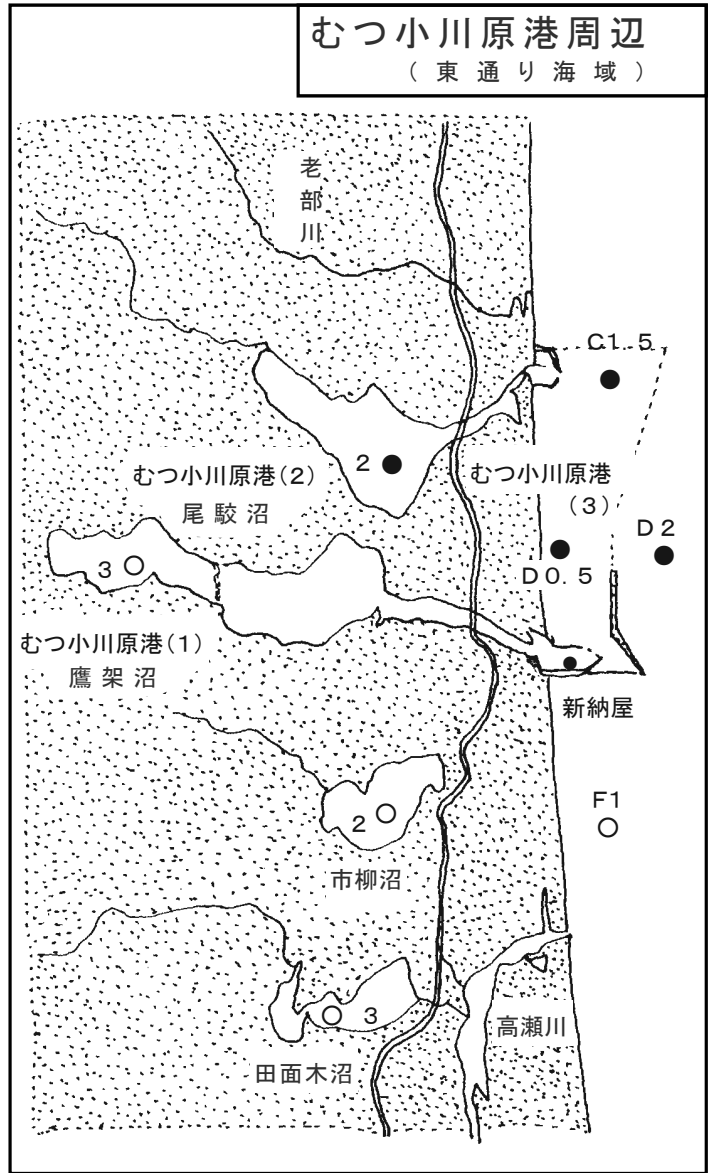 むつ小川原港周辺
(東通り海域)
老部川
C1.5
むつ小川原港(2)
尾駮沼
2
むつ小川原港
(3)
D2
D0.5
3
むつ小川原港(1)
鷹架沼
新納屋
F1
2
市柳沼
3
高瀬川
田面木沼